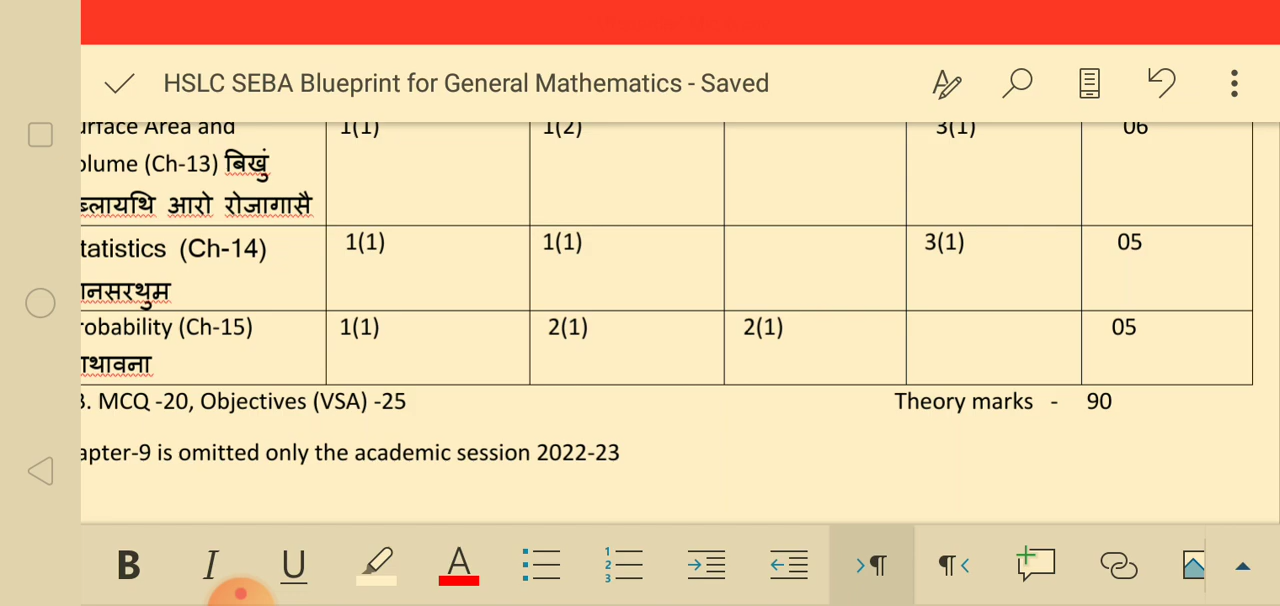 HSLC SEBA Blueprint for General Mathematics - Saved
urface Area and 1(1) 1(2) 3(1) 06
olume (Ch-13) बिखुं
ब्लायथि आरो रोजागासै
tatistics (Ch-14) 1(1) 1(1) 3(1) 05
ानसरथुम
robability (Ch-15) 1(1) 2(1) 2(1) 05
ाथावना
B. MCQ -20, Objectives (VSA) -25 Theory marks - 90
apter-9 is omitted only the academic session 2022-23
B I U A